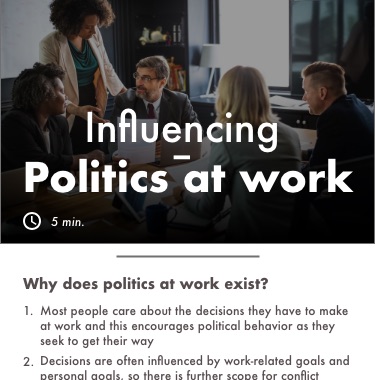 Influencing
–
Politics at work
5 min.
Why does politics at work exist?
1. Most people care about the decisions they have to make
at work and this encourages political behavior as they
seek to get their way
2. Decisions are often influenced by work-related goals and
personal goals, so there is further scope for conflict